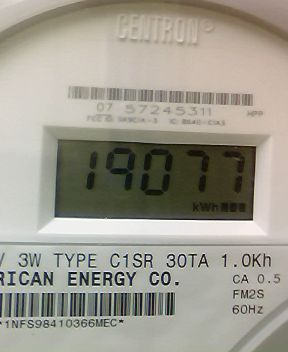 CENTRON®
07 57245311
HPP
19077
kWh
V 3W TYPE C1SR 30TA 1.0Kh
RICAN ENERGY CO.
CA 0.5
FM2S
60Hz
*1NFS98410366MEC*